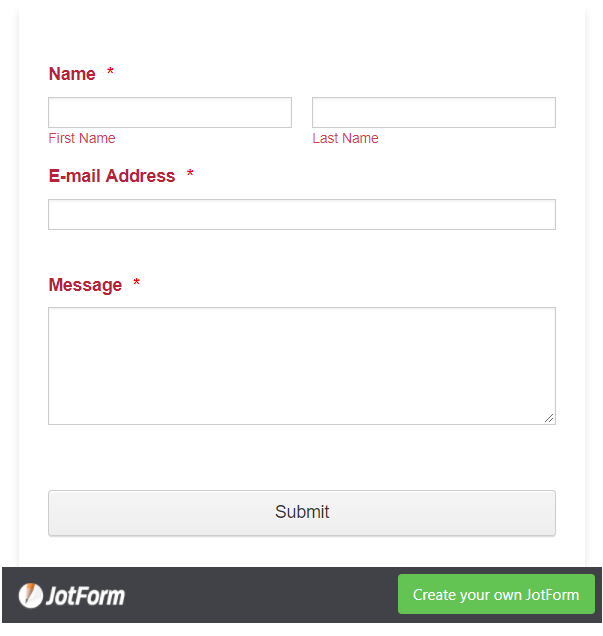 Name *
First Name Last Name
E-mail Address *
Message *
Submit
JotForm Create your own JotForm